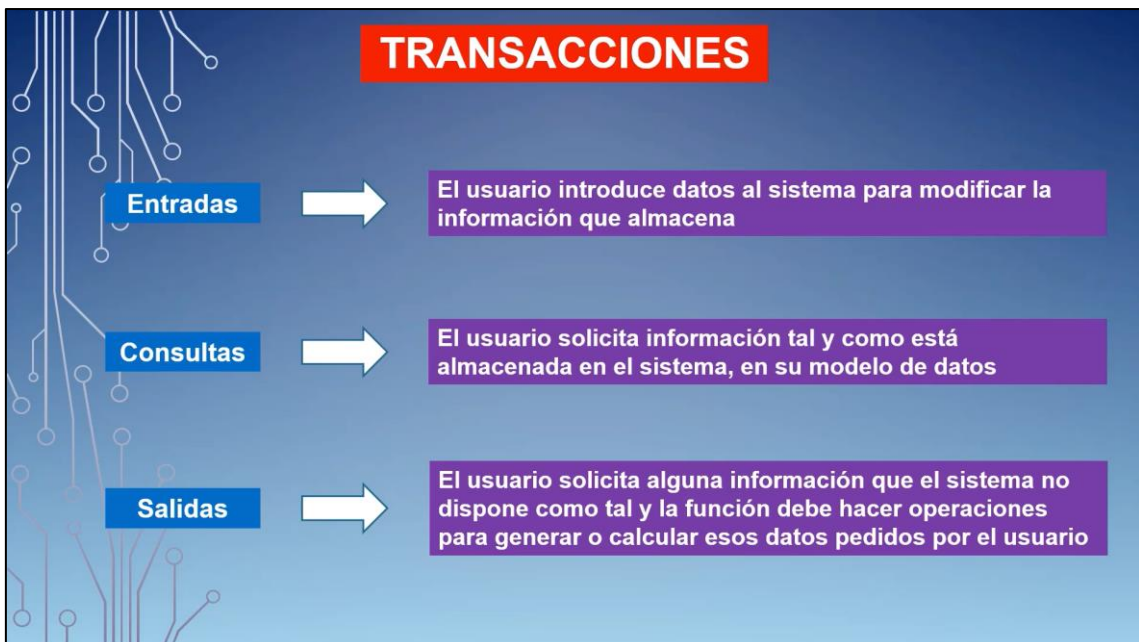 TRANSACCIONES
Entradas
El usuario introduce datos al sistema para modificar la
información que almacena
Consultas
El usuario solicita información tal y como está
almacenada en el sistema, en su modelo de datos
Salidas
El usuario solicita alguna información que el sistema no
dispone como tal y la función debe hacer operaciones
para generar o calcular esos datos pedidos por el usuario